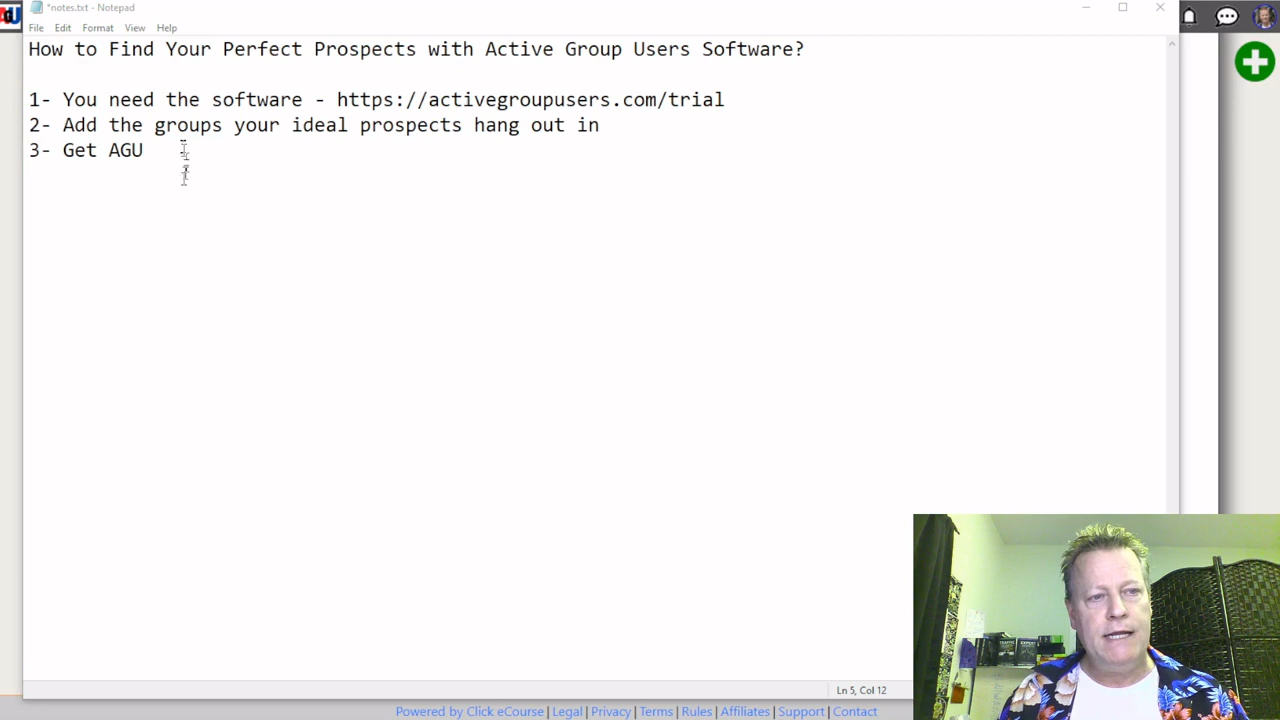 *notes.txt - Notepad
File Edit Format View Help
How to Find Your Perfect Prospects with Active Group Users Software?
1- You need the software - https://activegroupusers.com/trial
2- Add the groups your ideal prospects hang out in
3- Get AGU
Ln 5, Col 12
Powered by Click eCourse | Legal | Privacy | Terms | Rules | Affiliates | Support | Contact